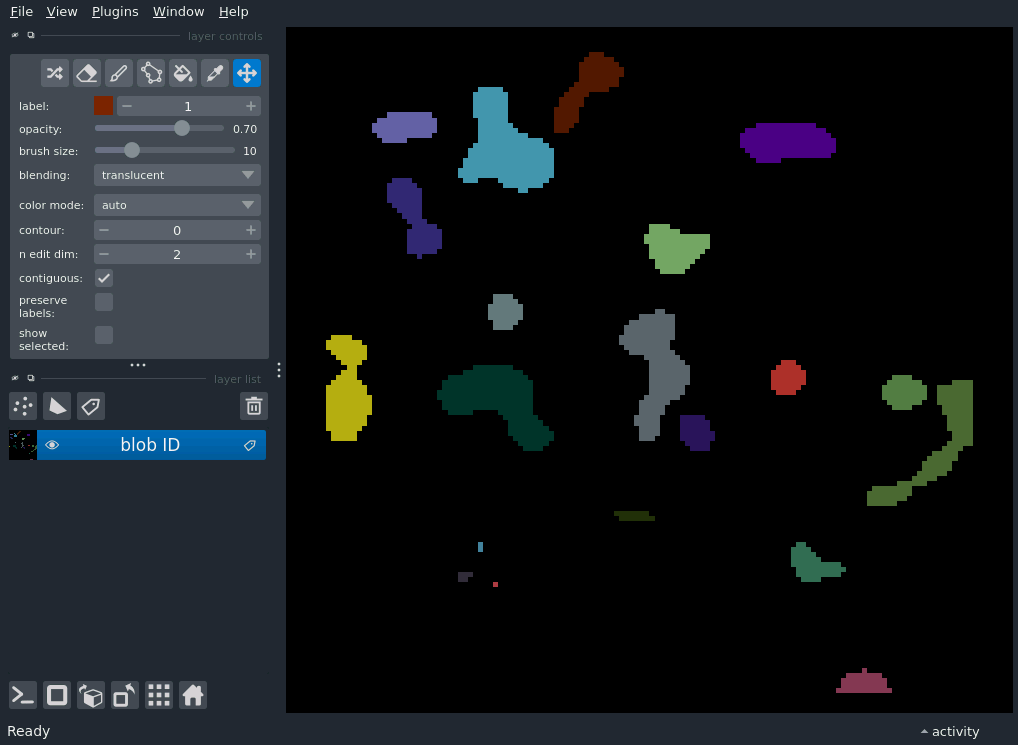 File View Plugins Window Help
layer controls
label: 1
opacity: 0.70
brush size: 10
blending: translucent
color mode: auto
contour: 0
n edit dim: 2
contiguous:
preserve
labels:
show
selected:
layer list
blob ID
Ready
activity